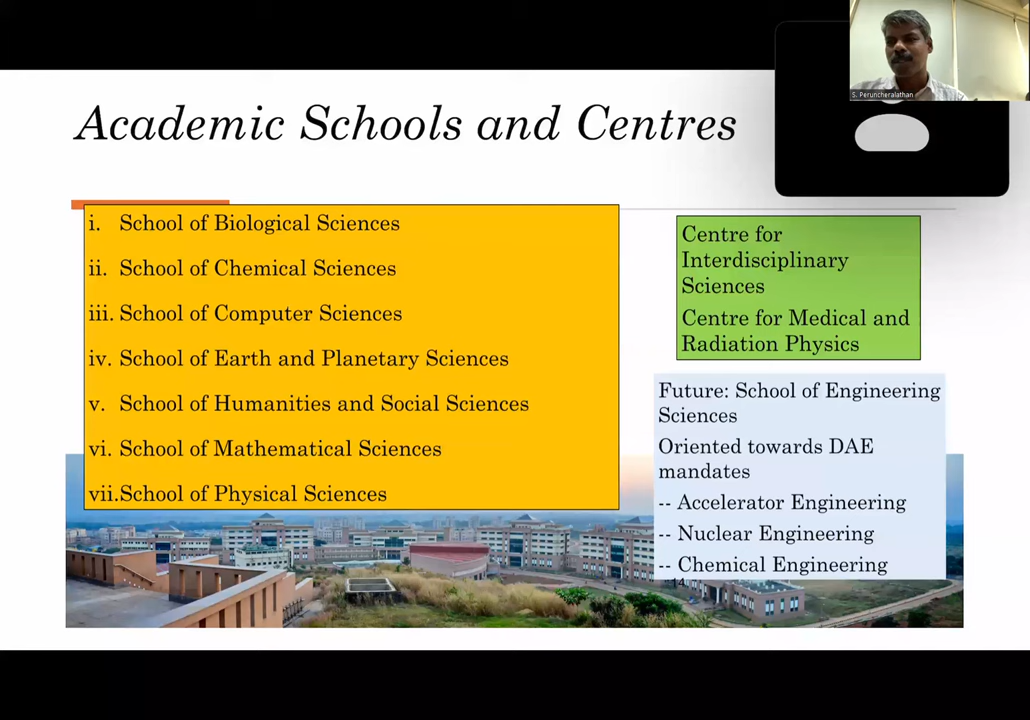 S. Peruncheralathan
Academic Schools and Centres
i. School of Biological Sciences
ii. School of Chemical Sciences
iii. School of Computer Sciences
iv. School of Earth and Planetary Sciences
v. School of Humanities and Social Sciences
vi. School of Mathematical Sciences
vii.School of Physical Sciences
Centre for
Interdisciplinary
Sciences
Centre for Medical and
Radiation Physics
Future: School of Engineering
Sciences
Oriented towards DAE
mandates
-- Accelerator Engineering
-- Nuclear Engineering
-- Chemical Engineering
14